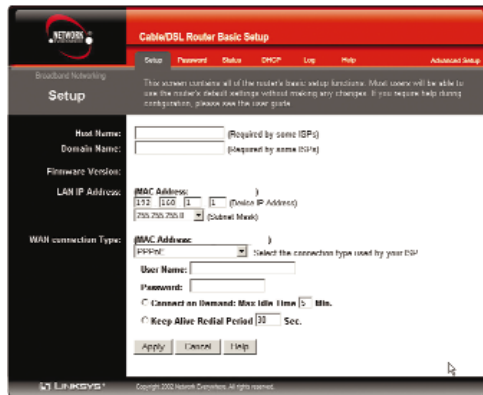 NETWORK
Cable/DSL Router Basic Setup
Setup Password Status DHCP Log Help Advanced Setup
Broadband Networking
Setup
This screen contains all of the router's basic setup functions. Most users will be able to
use the router's default settings without making any changes. If you require help during
configuration, please see the user guide.
Host Name: (Required by some ISPs)
Domain Name: (Required by some ISPs)
Firmware Version:
LAN IP Address: (MAC Address: )
192 168 1 1 (Device IP Address)
255.255.255.0 (Subnet Mask)
WAN connection Type: (MAC Address: )
PPPoE Select the connection type used by your ISP
User Name:
Password:
Connect on Demand: Max Idle Time 5 Min.
Keep Alive Redial Period 30 Sec.
Apply Cancel Help
LINKSYS Copyright 2002 Network Everywhere. All rights reserved.